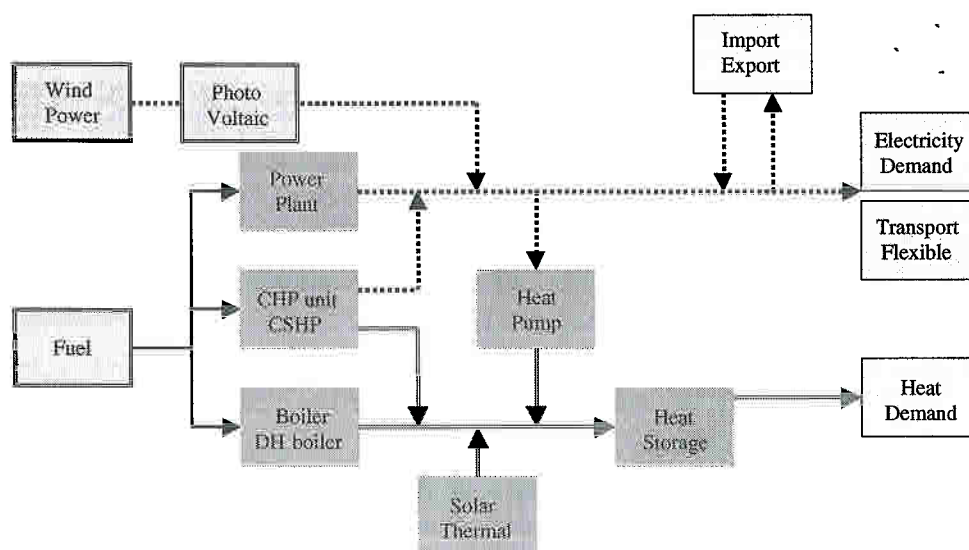 Import
Export
Wind
Power
Photo
Voltaic
Electricity
Demand
Power
Plant
Transport
Flexible
CHP unit
CSHP
Heat
Pump
Fuel
Boiler
DH boiler
Heat
Storage
Heat
Demand
Solar
Thermal